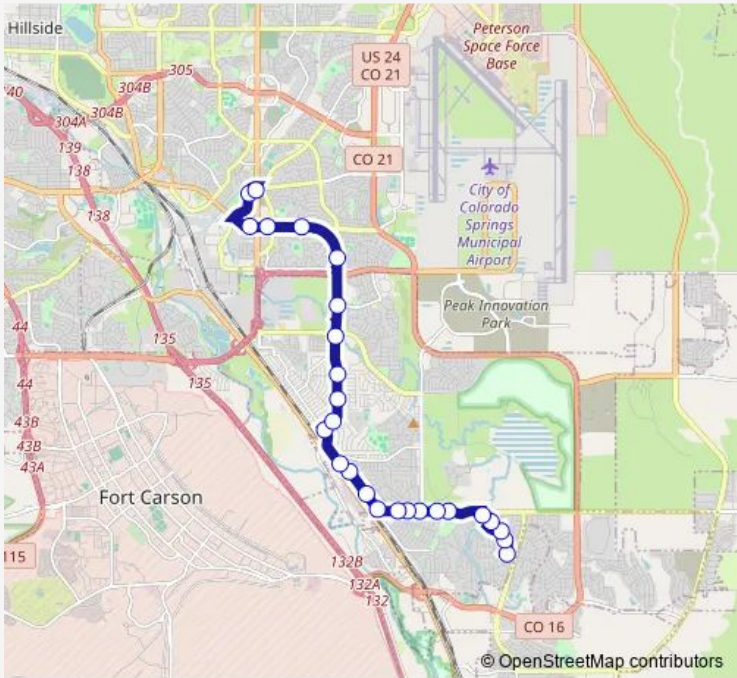 Hillside
Peterson
Space Force
Base
US 24
CO 21
305
304B
304B
140
304A
139
138
138
CO 21
City of
Colorado
Springs
Municipal
Airport
Peak Innovation
Park
44
135
135
44
43B
43B
43A
Fort Carson
115
132B
132A
132
CO 16
© OpenStreetMap contributors